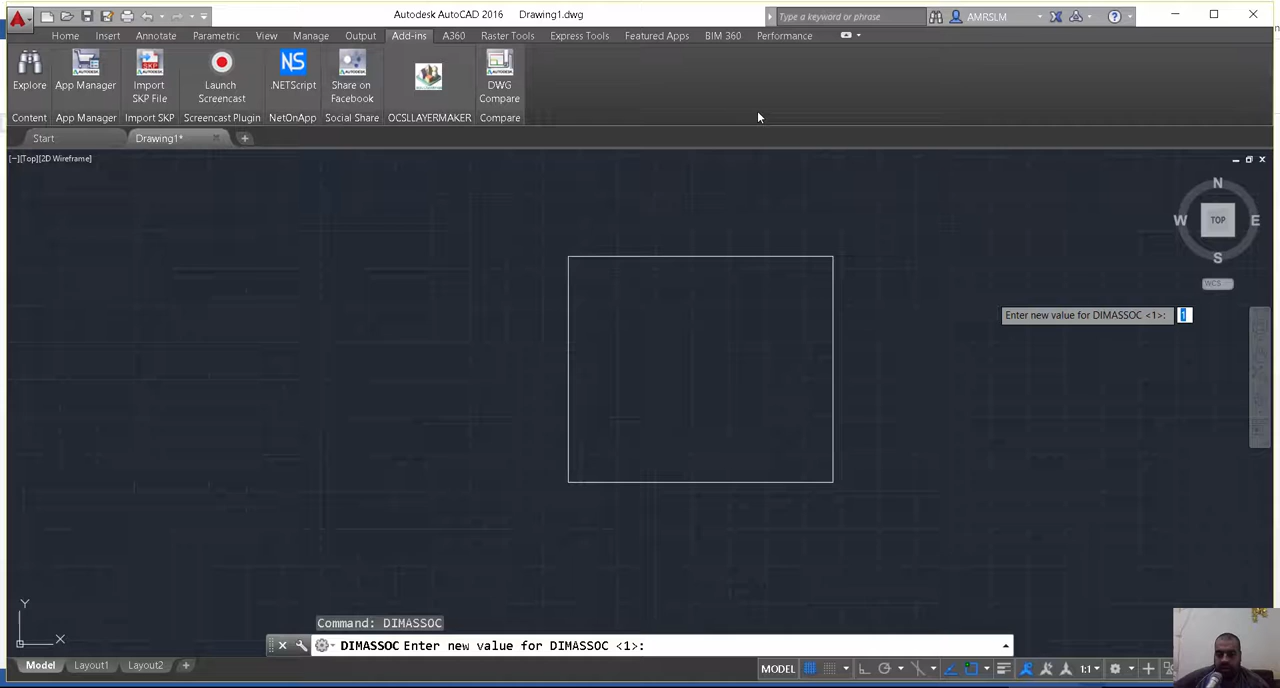 Autodesk AutoCAD 2016 Drawing1.dwg
Type a keyword or phrase
AMRSLM
Home Insert Annotate Parametric View Manage Output Add-ins A360 Raster Tools Express Tools Featured Apps BIM 360 Performance
Explore
App Manager
Import
SKP File
Launch
Screencast
.NETScript
Share on
Facebook
DWG
Compare
Content App Manager Import SKP Screencast Plugin NetOnApp Social Share OCSLLAYERMAKER Compare
Start Drawing1* +
[−][Top][2D Wireframe]
N
W TOP E
S
WCS
Enter new value for DIMASSOC <1>: 1
Y
X
Command: DIMASSOC
DIMASSOC Enter new value for DIMASSOC <1>:
Model Layout1 Layout2 +
MODEL 1:1